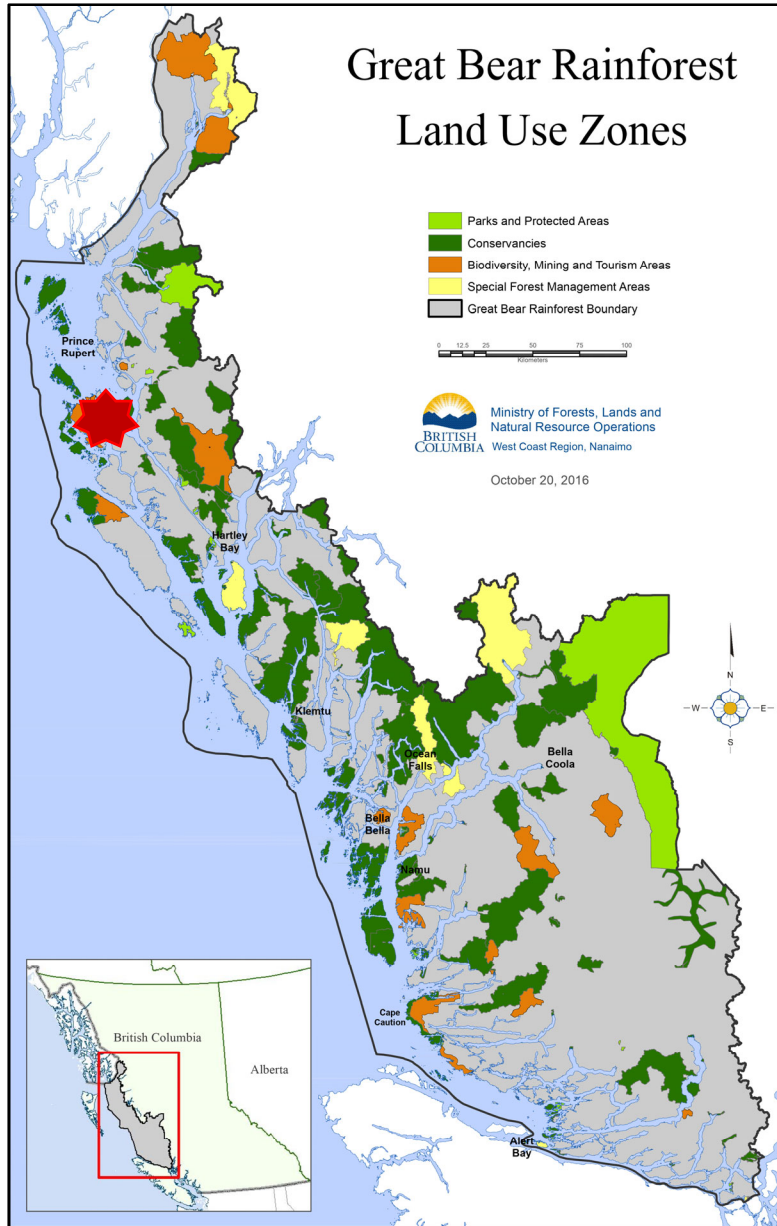 Great Bear Rainforest
Land Use Zones
Parks and Protected Areas
Conservancies
Biodiversity, Mining and Tourism Areas
Special Forest Management Areas
Great Bear Rainforest Boundary
0 12.5 25 50 75 100
Kilometers
BRITISH
COLUMBIA
Ministry of Forests, Lands and
Natural Resource Operations
West Coast Region, Nanaimo
October 20, 2016
Prince
Rupert
Hartley
Bay
Klemtu
Ocean
Falls
Bella
Coola
Bella
Bella
Namu
Cape
Caution
Alert
Bay
N
W E
S
British Columbia
Alberta